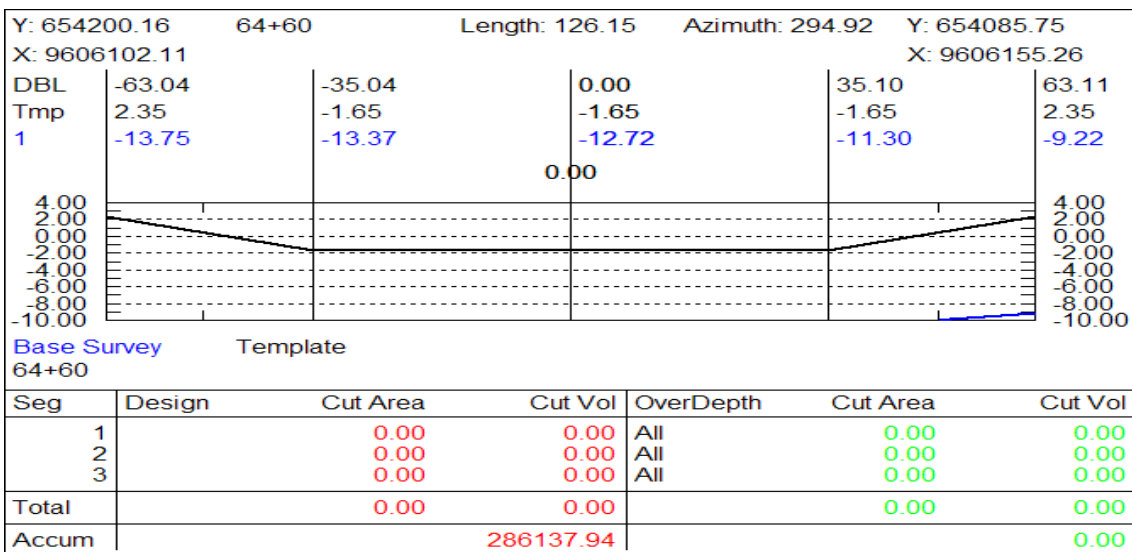 Y: 654200.16 64+60 Length: 126.15 Azimuth: 294.92 Y: 654085.75
X: 9606102.11 X: 9606155.26
DBL -63.04 -35.04 0.00 35.10 63.11
Tmp 2.35 -1.65 -1.65 -1.65 2.35
1 -13.75 -13.37 -12.72 -11.30 -9.22
0.00
4.00 4.00
2.00 2.00
0.00 0.00
-2.00 -2.00
-4.00 -4.00
-6.00 -6.00
-8.00 -8.00
-10.00 -10.00
Base Survey Template
64+60
Seg Design Cut Area Cut Vol OverDepth Cut Area Cut Vol
1 0.00 0.00 All 0.00 0.00
2 0.00 0.00 All 0.00 0.00
3 0.00 0.00 All 0.00 0.00
Total 0.00 0.00 0.00 0.00
Accum 286137.94 0.00